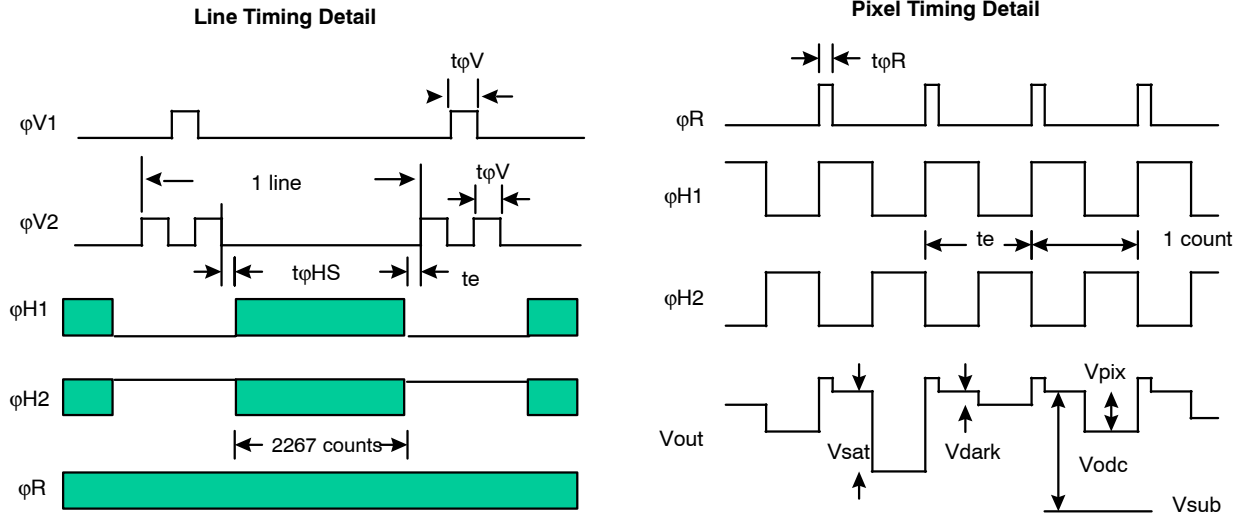 Line Timing Detail
tφV
φV1
1 line
tφV
φV2
tφHS
te
φH1
φH2
2267 counts
φR
Pixel Timing Detail
tφR
φR
φH1
te
1 count
φH2
Vpix
Vout
Vsat
Vdark
Vodc
Vsub